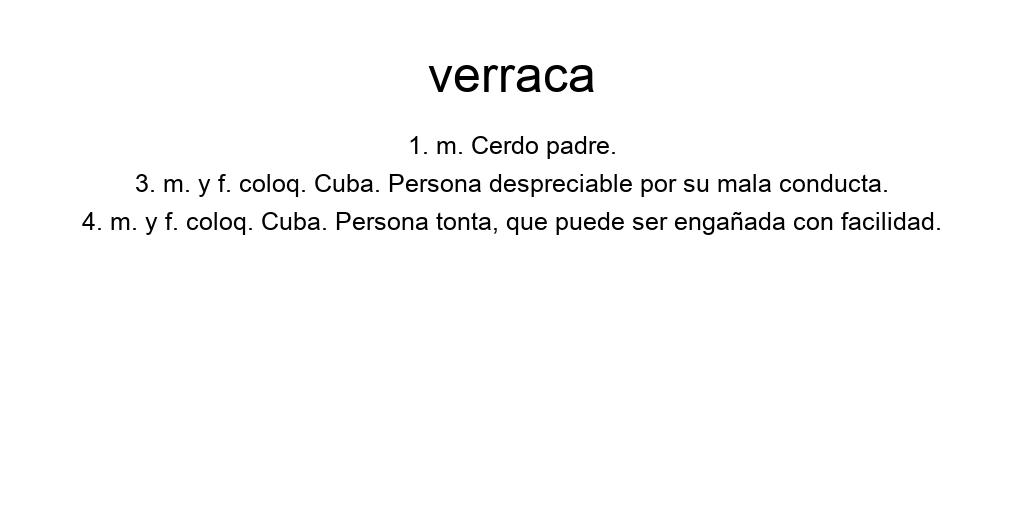 verraca
1. m. Cerdo padre.
3. m. y f. coloq. Cuba. Persona despreciable por su mala conducta.
4. m. y f. coloq. Cuba. Persona tonta, que puede ser engañada con facilidad.